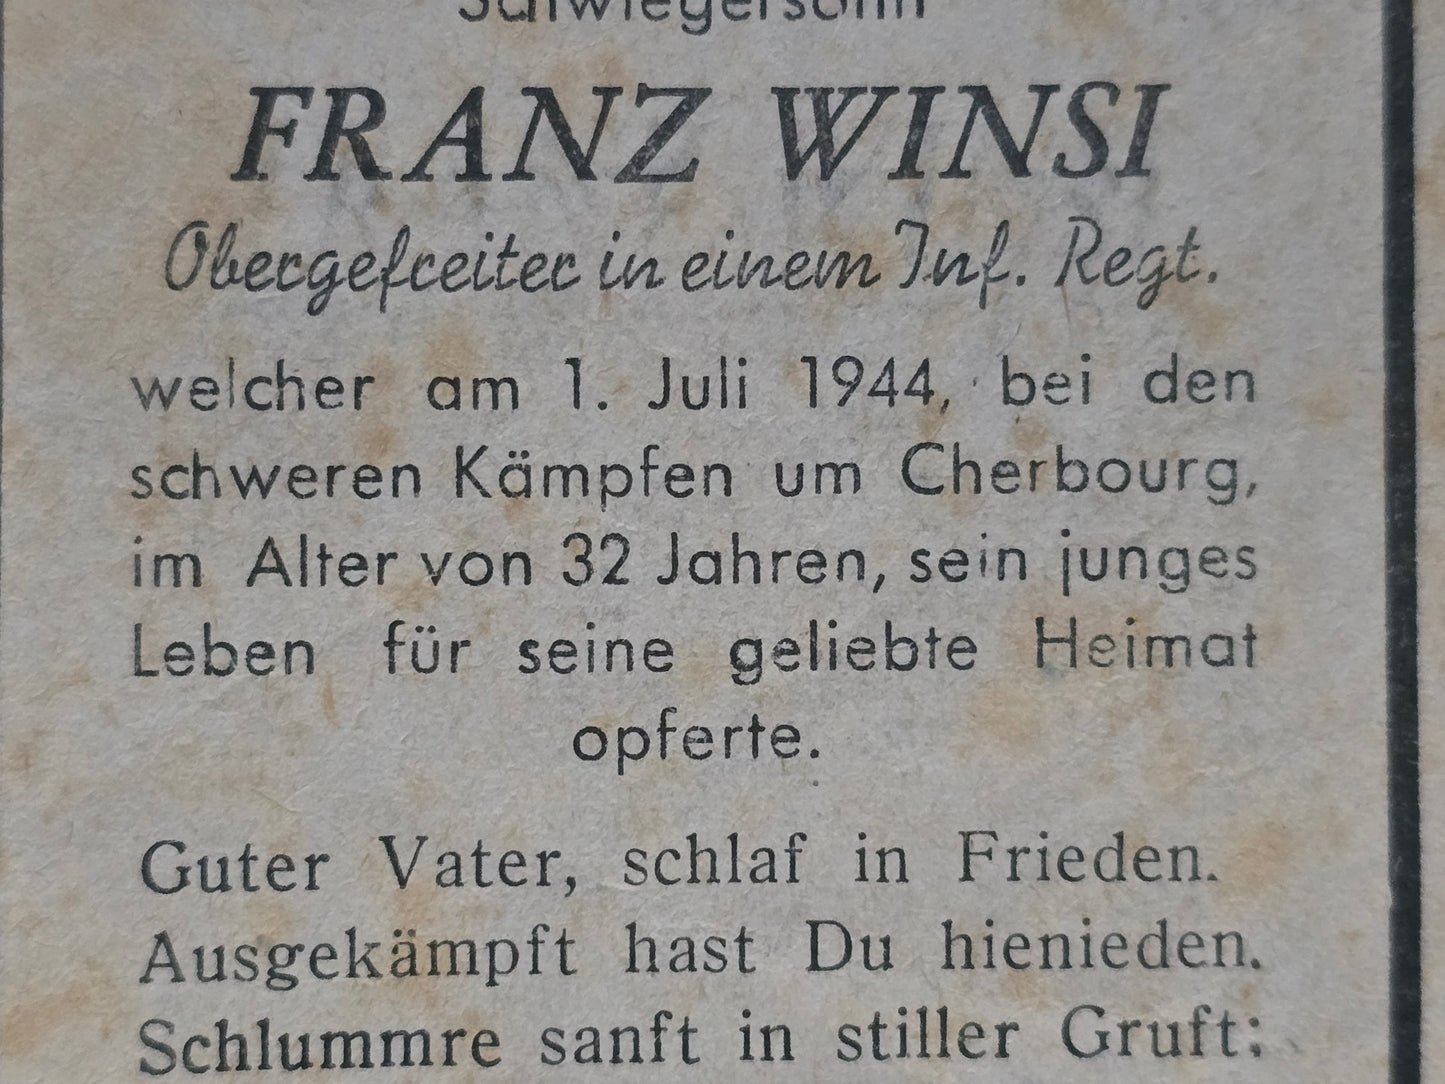 Schwiegersohn
FRANZ WINSI
Obergefreiter in einem Inf. Regt.
welcher am 1. Juli 1944, bei den
schweren Kämpfen um Cherbourg,
im Alter von 32 Jahren, sein junges
Leben für seine geliebte Heimat
opferte.
Guter Vater, schlaf in Frieden.
Ausgekämpft hast Du hienieden.
Schlummre sanft in stiller Gruft;